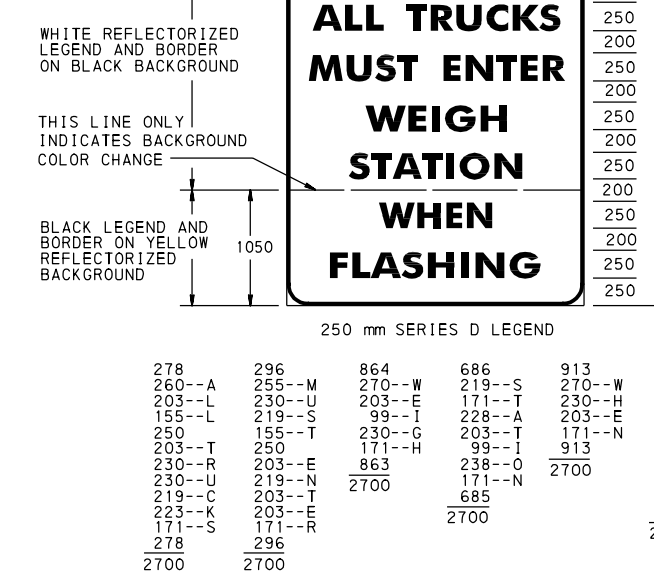 WHITE REFLECTORIZED
LEGEND AND BORDER
ON BLACK BACKGROUND
THIS LINE ONLY
INDICATES BACKGROUND
COLOR CHANGE
BLACK LEGEND AND
BORDER ON YELLOW
REFLECTORIZED
BACKGROUND
1050
ALL TRUCKS
MUST ENTER
WEIGH
STATION
WHEN
FLASHING
250
200
250
200
250
200
250
200
250
200
250
250
250 mm SERIES D LEGEND
278
260--A
203--L
155--L
250
203--T
230--R
230--U
219--C
223--K
171--S
278
2700
296
255--M
230--U
219--S
155--T
250
203--E
219--N
203--T
203--E
171--R
296
2700
864
270--W
203--E
99--I
230--G
171--H
863
2700
686
219--S
171--T
228--A
203--T
99--I
238--O
171--N
685
2700
913
270--W
230--H
203--E
171--N
913
2700